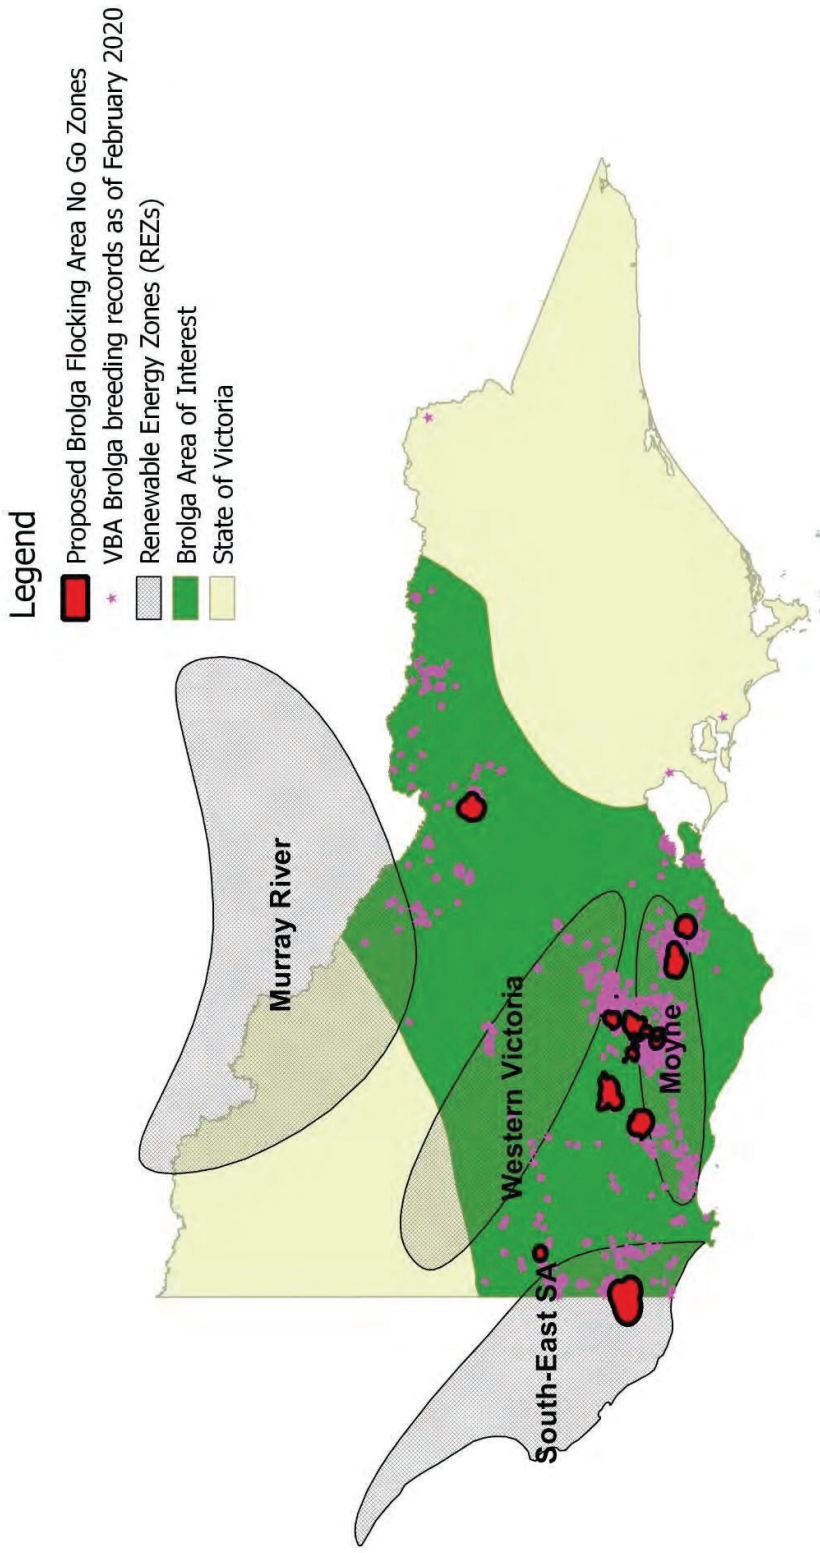 Legend
Proposed Brolga Flocking Area No Go Zones
VBA Brolga breeding records as of February 2020
Renewable Energy Zones (REZs)
Brolga Area of Interest
State of Victoria
Murray River
Western Victoria
South-East SA
Moyne